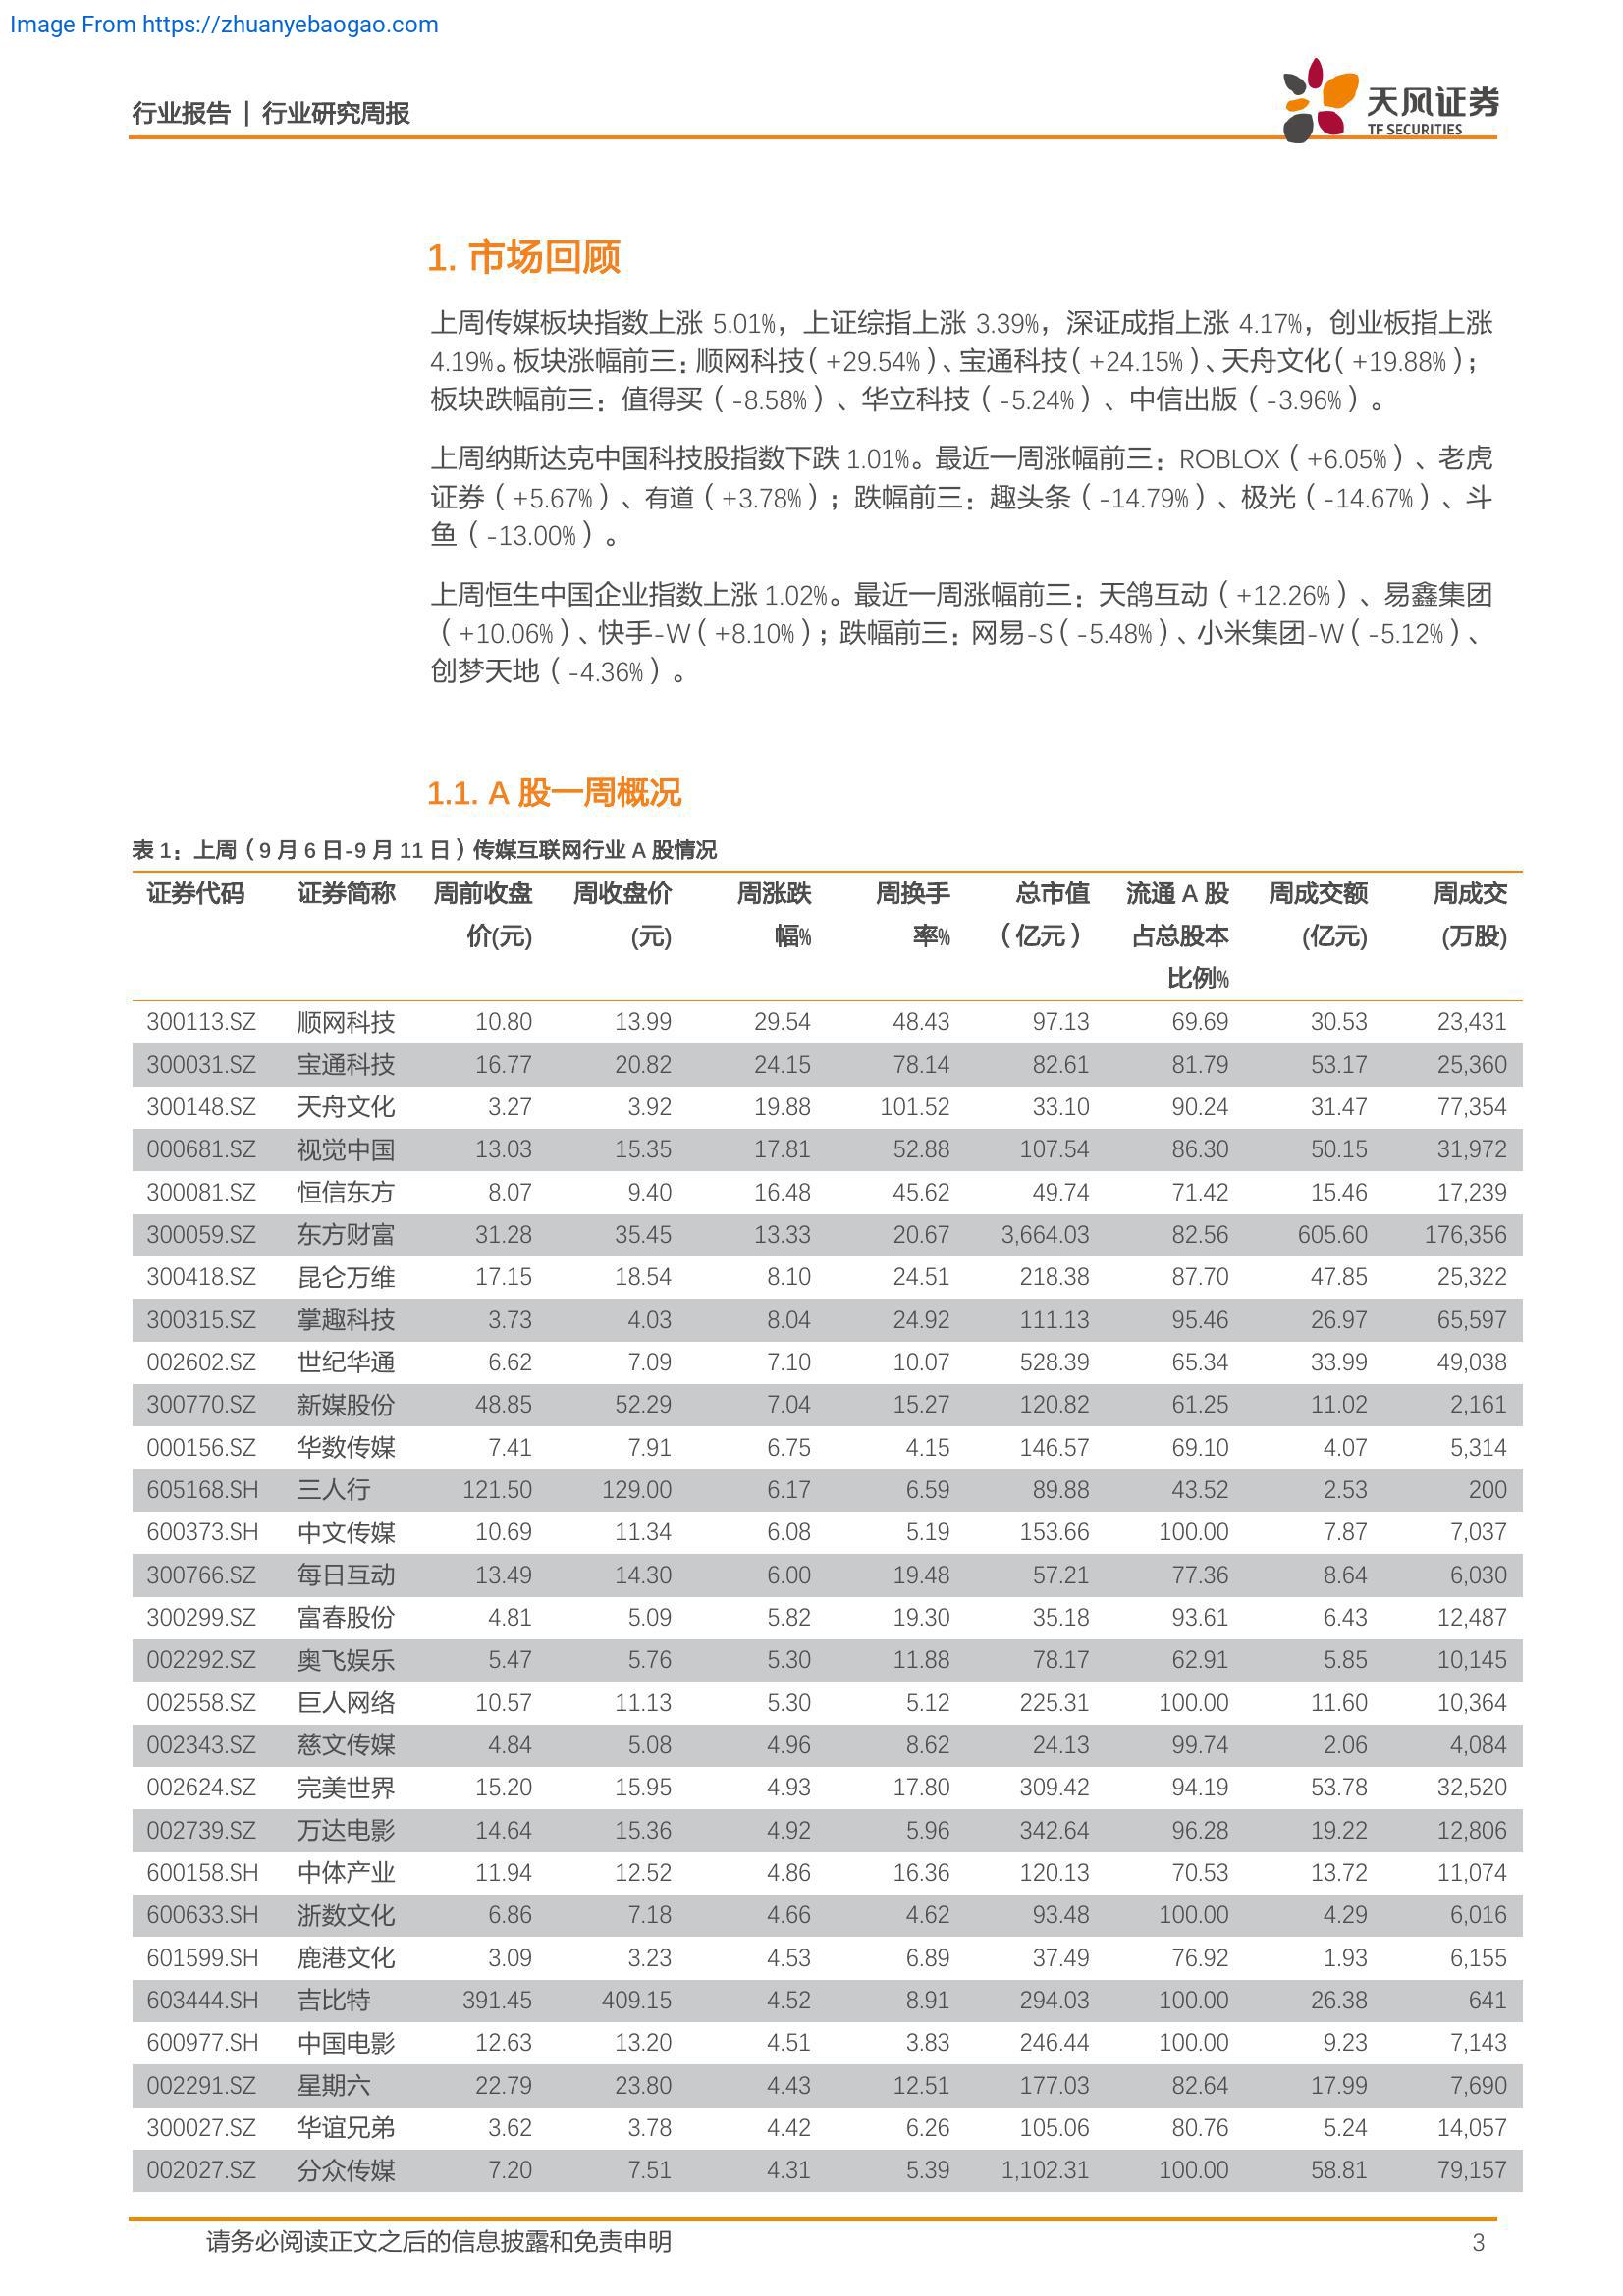 Image From https://zhuanyebaogao.com
行业报告 | 行业研究周报
天风证券
TF SECURITIES
1. 市场回顾
上周传媒板块指数上涨 5.01%，上证综指上涨 3.39%，深证成指上涨 4.17%，创业板指上涨
4.19%。板块涨幅前三：顺网科技（+29.54%）、宝通科技（+24.15%）、天舟文化（+19.88%）；
板块跌幅前三：值得买（-8.58%）、华立科技（-5.24%）、中信出版（-3.96%）。
上周纳斯达克中国科技股指数下跌 1.01%。最近一周涨幅前三：ROBLOX（+6.05%）、老虎
证券（+5.67%）、有道（+3.78%）；跌幅前三：趣头条（-14.79%）、极光（-14.67%）、斗
鱼（-13.00%）。
上周恒生中国企业指数上涨 1.02%。最近一周涨幅前三：天鸽互动（+12.26%）、易鑫集团
（+10.06%）、快手-W（+8.10%）；跌幅前三：网易-S（-5.48%）、小米集团-W（-5.12%）、
创梦天地（-4.36%）。
1.1. A 股一周概况
表 1：上周（9 月 6 日-9 月 11 日）传媒互联网行业 A 股情况
证券代码 证券简称 周前收盘 周收盘价 周涨跌 周换手 总市值 流通 A 股 周成交额 周成交
价(元) (元) 幅% 率% （亿元） 占总股本 (亿元) (万股)
比例%
300113.SZ 顺网科技 10.80 13.99 29.54 48.43 97.13 69.69 30.53 23,431
300031.SZ 宝通科技 16.77 20.82 24.15 78.14 82.61 81.79 53.17 25,360
300148.SZ 天舟文化 3.27 3.92 19.88 101.52 33.10 90.24 31.47 77,354
000681.SZ 视觉中国 13.03 15.35 17.81 52.88 107.54 86.30 50.15 31,972
300081.SZ 恒信东方 8.07 9.40 16.48 45.62 49.74 71.42 15.46 17,239
300059.SZ 东方财富 31.28 35.45 13.33 20.67 3,664.03 82.56 605.60 176,356
300418.SZ 昆仑万维 17.15 18.54 8.10 24.51 218.38 87.70 47.85 25,322
300315.SZ 掌趣科技 3.73 4.03 8.04 24.92 111.13 95.46 26.97 65,597
002602.SZ 世纪华通 6.62 7.09 7.10 10.07 528.39 65.34 33.99 49,038
300770.SZ 新媒股份 48.85 52.29 7.04 15.27 120.82 61.25 11.02 2,161
000156.SZ 华数传媒 7.41 7.91 6.75 4.15 146.57 69.10 4.07 5,314
605168.SH 三人行 121.50 129.00 6.17 6.59 89.88 43.52 2.53 200
600373.SH 中文传媒 10.69 11.34 6.08 5.19 153.66 100.00 7.87 7,037
300766.SZ 每日互动 13.49 14.30 6.00 19.48 57.21 77.36 8.64 6,030
300299.SZ 富春股份 4.81 5.09 5.82 19.30 35.18 93.61 6.43 12,487
002292.SZ 奥飞娱乐 5.47 5.76 5.30 11.88 78.17 62.91 5.85 10,145
002558.SZ 巨人网络 10.57 11.13 5.30 5.12 225.31 100.00 11.60 10,364
002343.SZ 慈文传媒 4.84 5.08 4.96 8.62 24.13 99.74 2.06 4,084
002624.SZ 完美世界 15.20 15.95 4.93 17.80 309.42 94.19 53.78 32,520
002739.SZ 万达电影 14.64 15.36 4.92 5.96 342.64 96.28 19.22 12,806
600158.SH 中体产业 11.94 12.52 4.86 16.36 120.13 70.53 13.72 11,074
600633.SH 浙数文化 6.86 7.18 4.66 4.62 93.48 100.00 4.29 6,016
601599.SH 鹿港文化 3.09 3.23 4.53 6.89 37.49 76.92 1.93 6,155
603444.SH 吉比特 391.45 409.15 4.52 8.91 294.03 100.00 26.38 641
600977.SH 中国电影 12.63 13.20 4.51 3.83 246.44 100.00 9.23 7,143
002291.SZ 星期六 22.79 23.80 4.43 12.51 177.03 82.64 17.99 7,690
300027.SZ 华谊兄弟 3.62 3.78 4.42 6.26 105.06 80.76 5.24 14,057
002027.SZ 分众传媒 7.20 7.51 4.31 5.39 1,102.31 100.00 58.81 79,157
请务必阅读正文之后的信息披露和免责申明 3